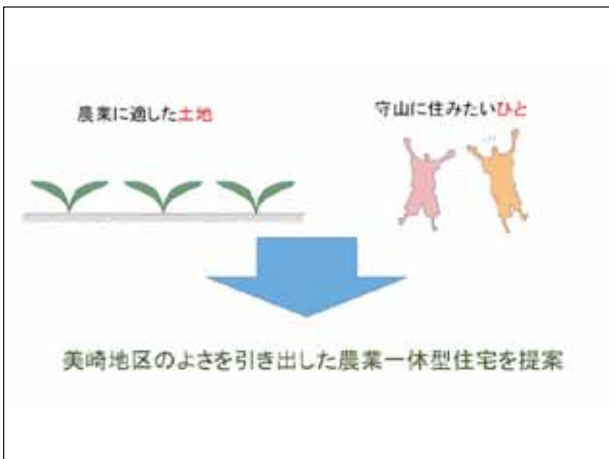 農業に適した土地
守山に住みたいひと
美崎地区のよさを引き出した農業一体型住宅を提案